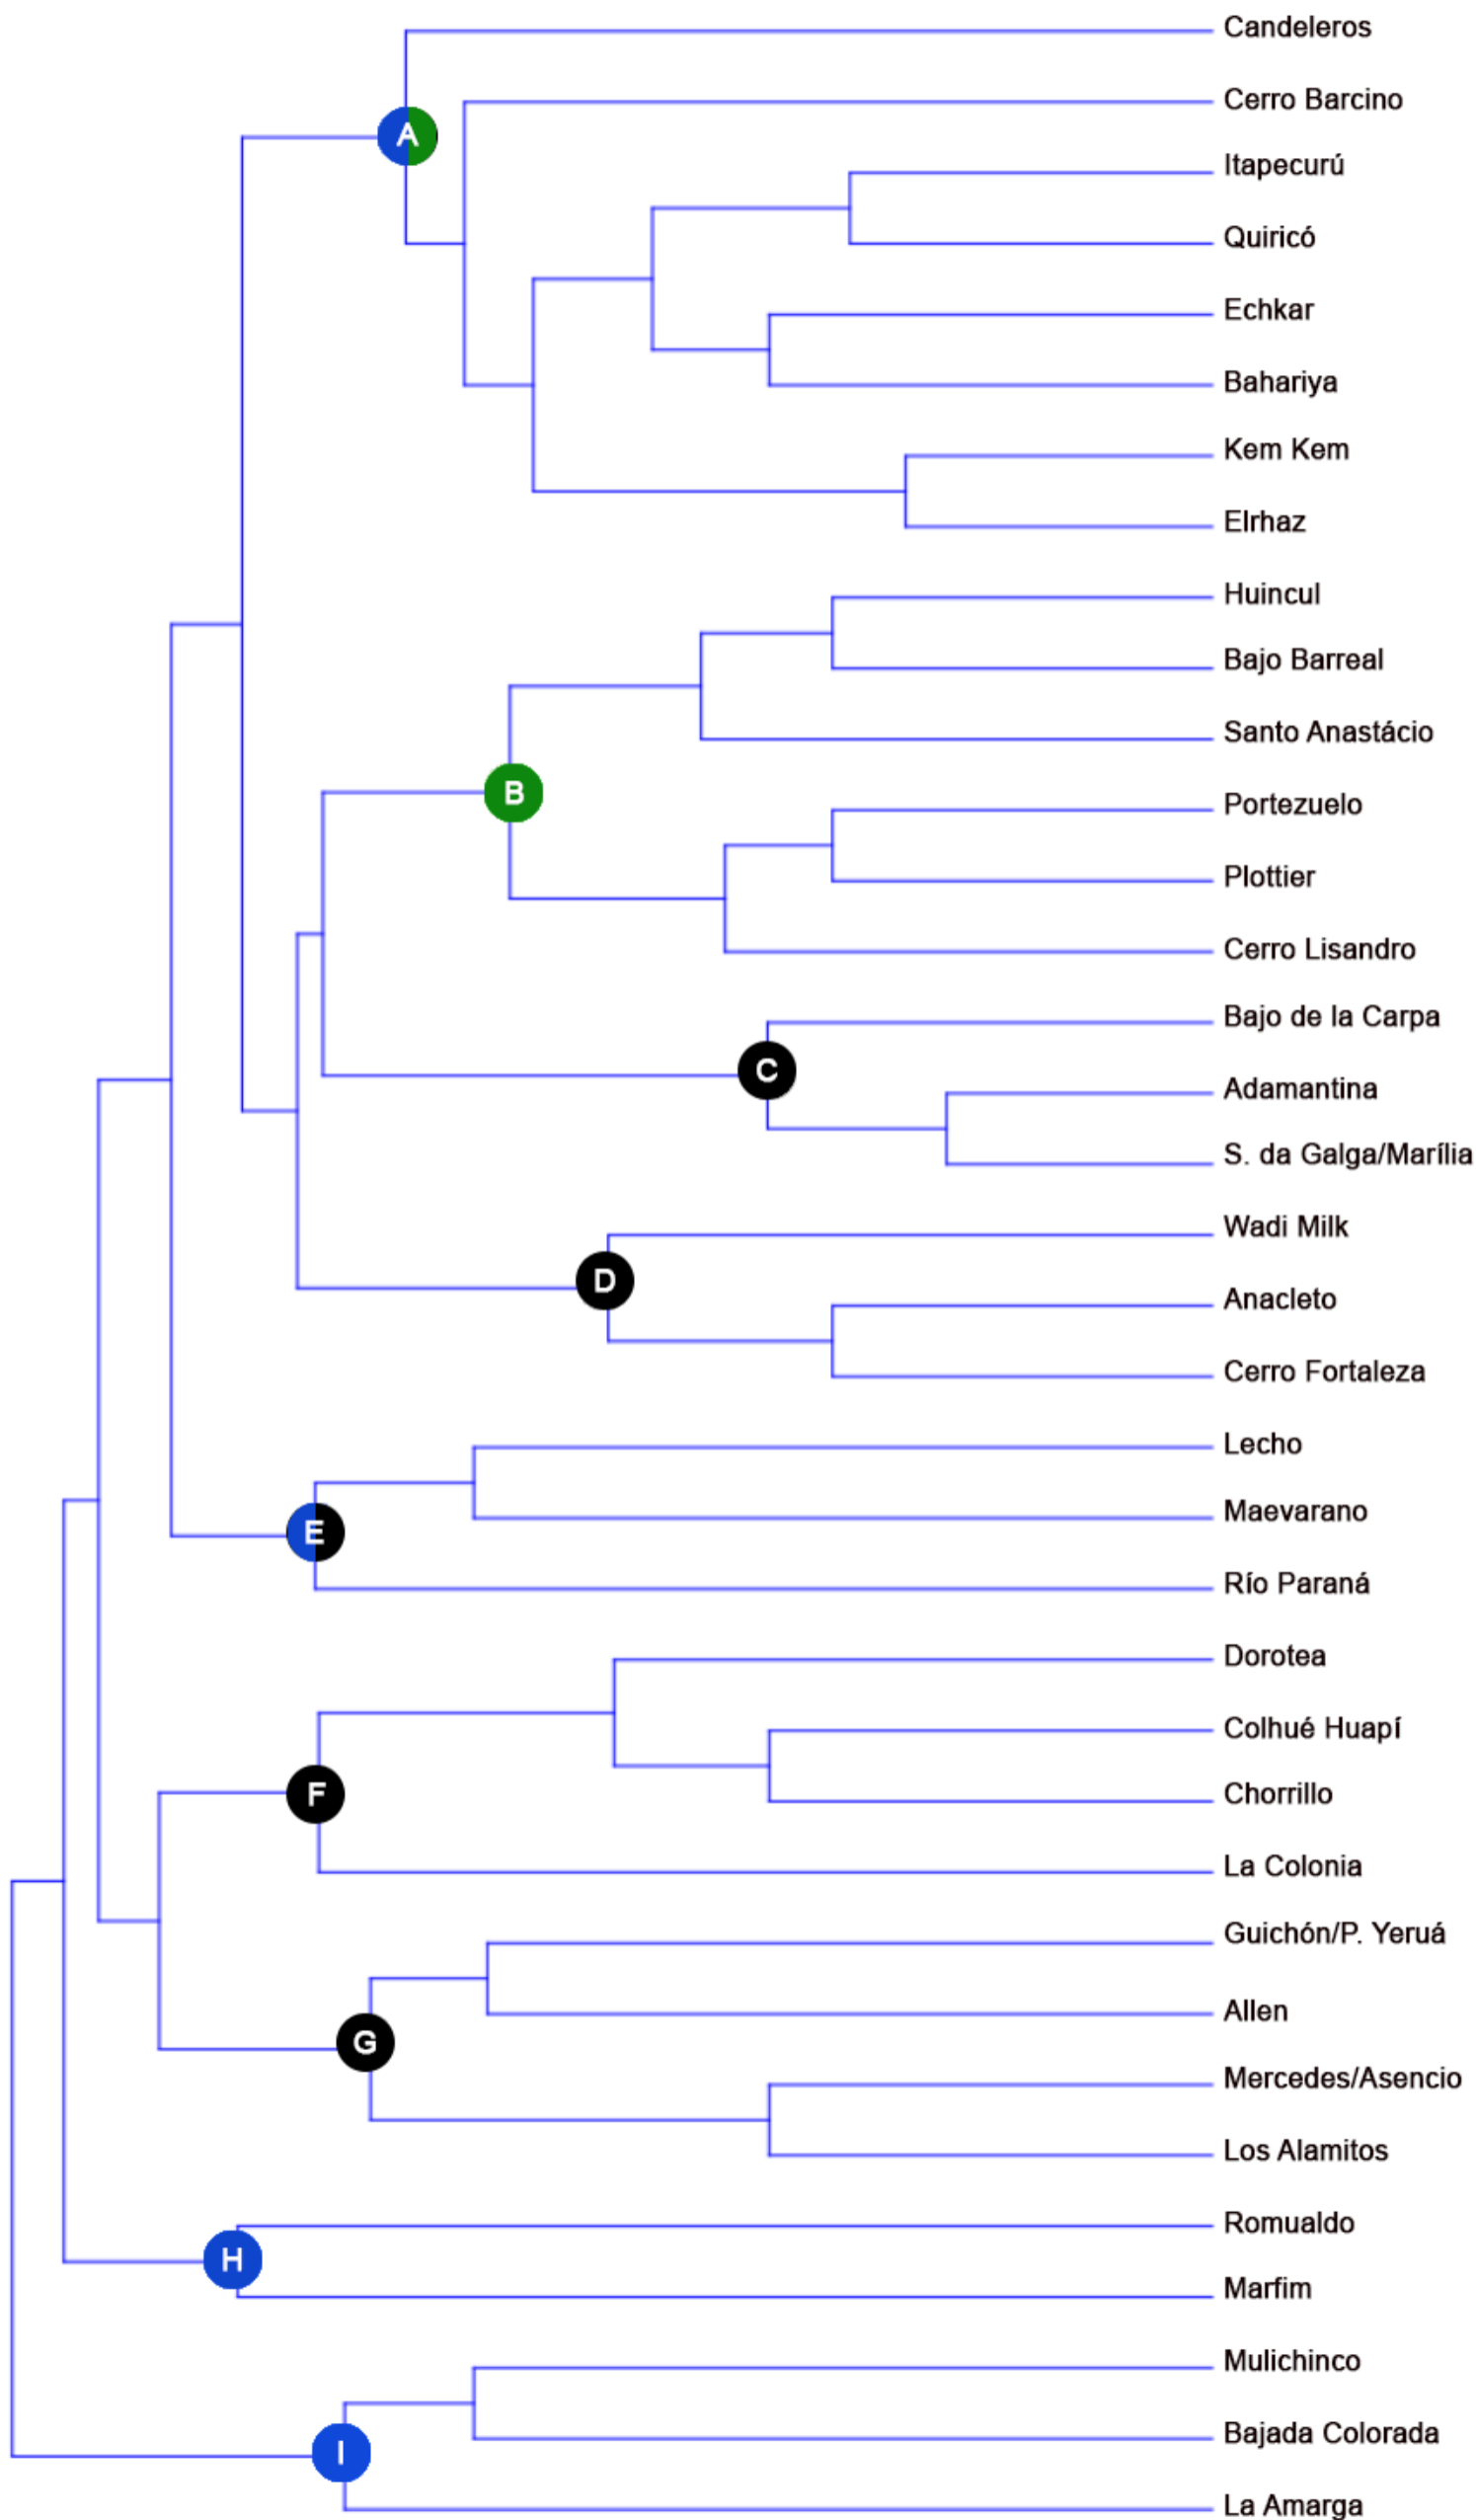 Candeleros
A
Cerro Barcino
Itapecurú
Quiricó
Echkar
Bahariya
Kem Kem
Elrhaz
Huincul
Bajo Barreal
Santo Anastácio
B
Portezuelo
Plottier
Cerro Lisandro
Bajo de la Carpa
C
Adamantina
S. da Galga/Marília
Wadi Milk
D
Anacleto
Cerro Fortaleza
Lecho
Maevarano
E
Río Paraná
Dorotea
Colhué Huapí
F
Chorrillo
La Colonia
Guichón/P. Yeruá
Allen
G
Mercedes/Asencio
Los Alamitos
Romualdo
H
Marfim
Mulichinco
Bajada Colorada
I
La Amarga